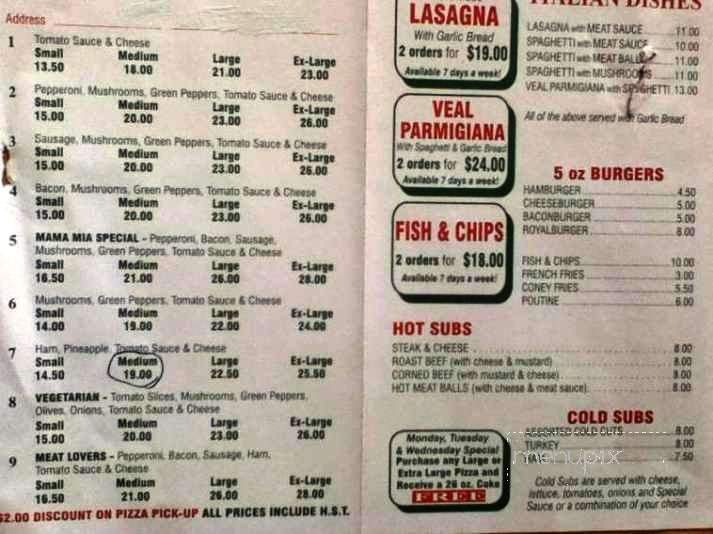 Address
1 Tomato Sauce & Cheese
Small Medium Large Ex-Large
13.50 18.00 21.00 23.00
2 Pepperoni, Mushrooms, Green Peppers, Tomato Sauce & Cheese
Small Medium Large Ex-Large
15.00 20.00 23.00 26.00
3 Sausage, Mushrooms, Green Peppers, Tomato Sauce & Cheese
Small Medium Large Ex-Large
15.00 20.00 23.00 26.00
4 Bacon, Mushrooms, Green Peppers, Tomato Sauce & Cheese
Small Medium Large Ex-Large
15.00 20.00 23.00 26.00
5 MAMA MIA SPECIAL - Pepperoni, Bacon, Sausage,
Mushrooms, Green Peppers, Tomato Sauce & Cheese
Small Medium Large Ex-Large
16.50 21.00 26.00 28.00
6 Mushrooms, Green Peppers, Tomato Sauce & Cheese
Small Medium Large Ex-Large
14.00 19.00 22.00 24.00
7 Ham, Pineapple, Tomato Sauce & Cheese
Small Medium Large Ex-Large
14.50 19.00 22.50 25.50
8 VEGETARIAN - Tomato Slices, Mushrooms, Green Peppers,
Olives, Onions, Tomato Sauce & Cheese
Small Medium Large Ex-Large
15.00 20.00 23.00 26.00
9 MEAT LOVERS - Pepperoni, Bacon, Sausage, Ham,
Tomato Sauce & Cheese
Small Medium Large Ex-Large
16.50 21.00 26.00 28.00
$2.00 DISCOUNT ON PIZZA PICK-UP ALL PRICES INCLUDE H.S.T.
LASAGNA
With Garlic Bread
2 orders for $19.00
Available 7 days a week!
VEAL
PARMIGIANA
With Spaghetti & Garlic Bread
2 orders for $24.00
Available 7 days a week!
FISH & CHIPS
2 orders for $18.00
Available 7 days a week!
ITALIAN DISHES
LASAGNA with MEAT SAUCE 11.00
SPAGHETTI with MEAT SAUCE 10.00
SPAGHETTI with MEAT BALLS 11.00
SPAGHETTI with MUSHROOMS 11.00
VEAL PARMIGIANA with SPAGHETTI 13.00
All of the above served with Garlic Bread
5 oz BURGERS
HAMBURGER 4.50
CHEESEBURGER 5.00
BACONBURGER 5.00
ROYALBURGER 8.00
FISH & CHIPS 10.00
FRENCH FRIES 3.00
CONEY FRIES 5.50
POUTINE 6.00
HOT SUBS
STEAK & CHEESE 8.00
ROAST BEEF (with cheese & mustard) 8.00
CORNED BEEF (with mustard & cheese) 8.00
HOT MEAT BALLS (with cheese & meat sauce) 8.00
Monday, Tuesday
& Wednesday Special
Purchase any Large or
Extra Large Pizza and
Receive a 26 oz. Coke
FREE
COLD SUBS
ASSORTED COLD CUTS 8.00
TURKEY 8.00
HAM 7.50
menupix
Cold Subs are served with cheese,
lettuce, tomatoes, onions and Special
Sauce or a combination of your choice